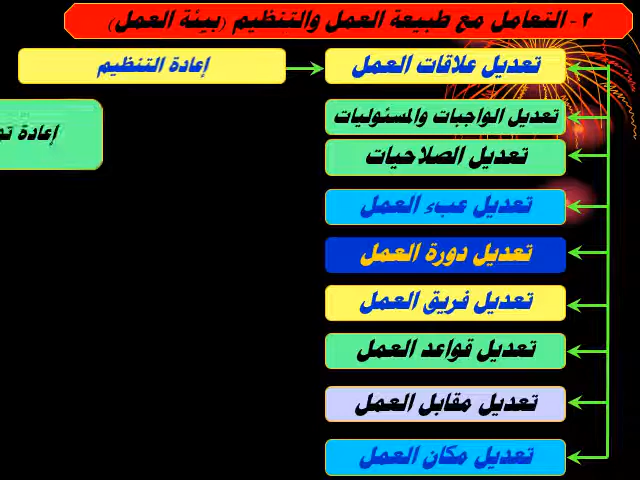 ٢- التعامل مع طبيعة العمل والتنظيم (بيئة العمل)
تعديل علاقات العمل
إعادة التنظيم
تعديل الواجبات والمسئوليات
إعادة
تعديل الصلاحيات
تعديل عبء العمل
تعديل دورة العمل
تعديل فريق العمل
تعديل قواعد العمل
تعديل مقابل العمل
تعديل مكان العمل